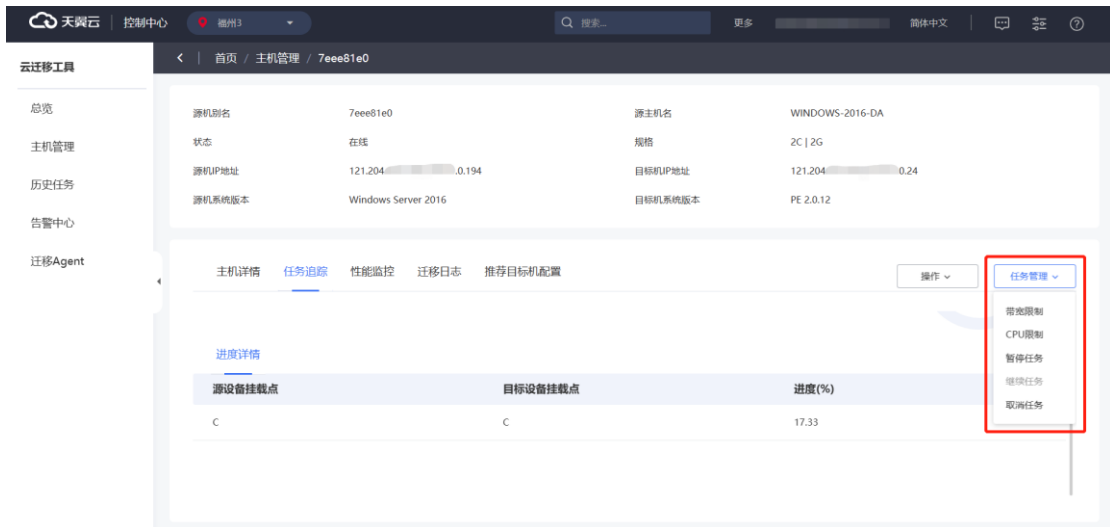 天翼云 控制中心 福州3 搜索... 更多 简体中文
云迁移工具
首页 / 主机管理 / 7eee81e0
总览
主机管理
历史任务
告警中心
迁移Agent
源机别名 7eee81e0 源主机名 WINDOWS-2016-DA
状态 在线 规格 2C | 2G
源机IP地址 121.204 .0.194 目标机IP地址 121.204 0.24
源机系统版本 Windows Server 2016 目标机系统版本 PE 2.0.12
主机详情 任务追踪 性能监控 迁移日志 推荐目标机配置 操作 任务管理
带宽限制
CPU限制
暂停任务
继续任务
取消任务
进度详情
源设备挂载点 目标设备挂载点 进度(%)
C C 17.33